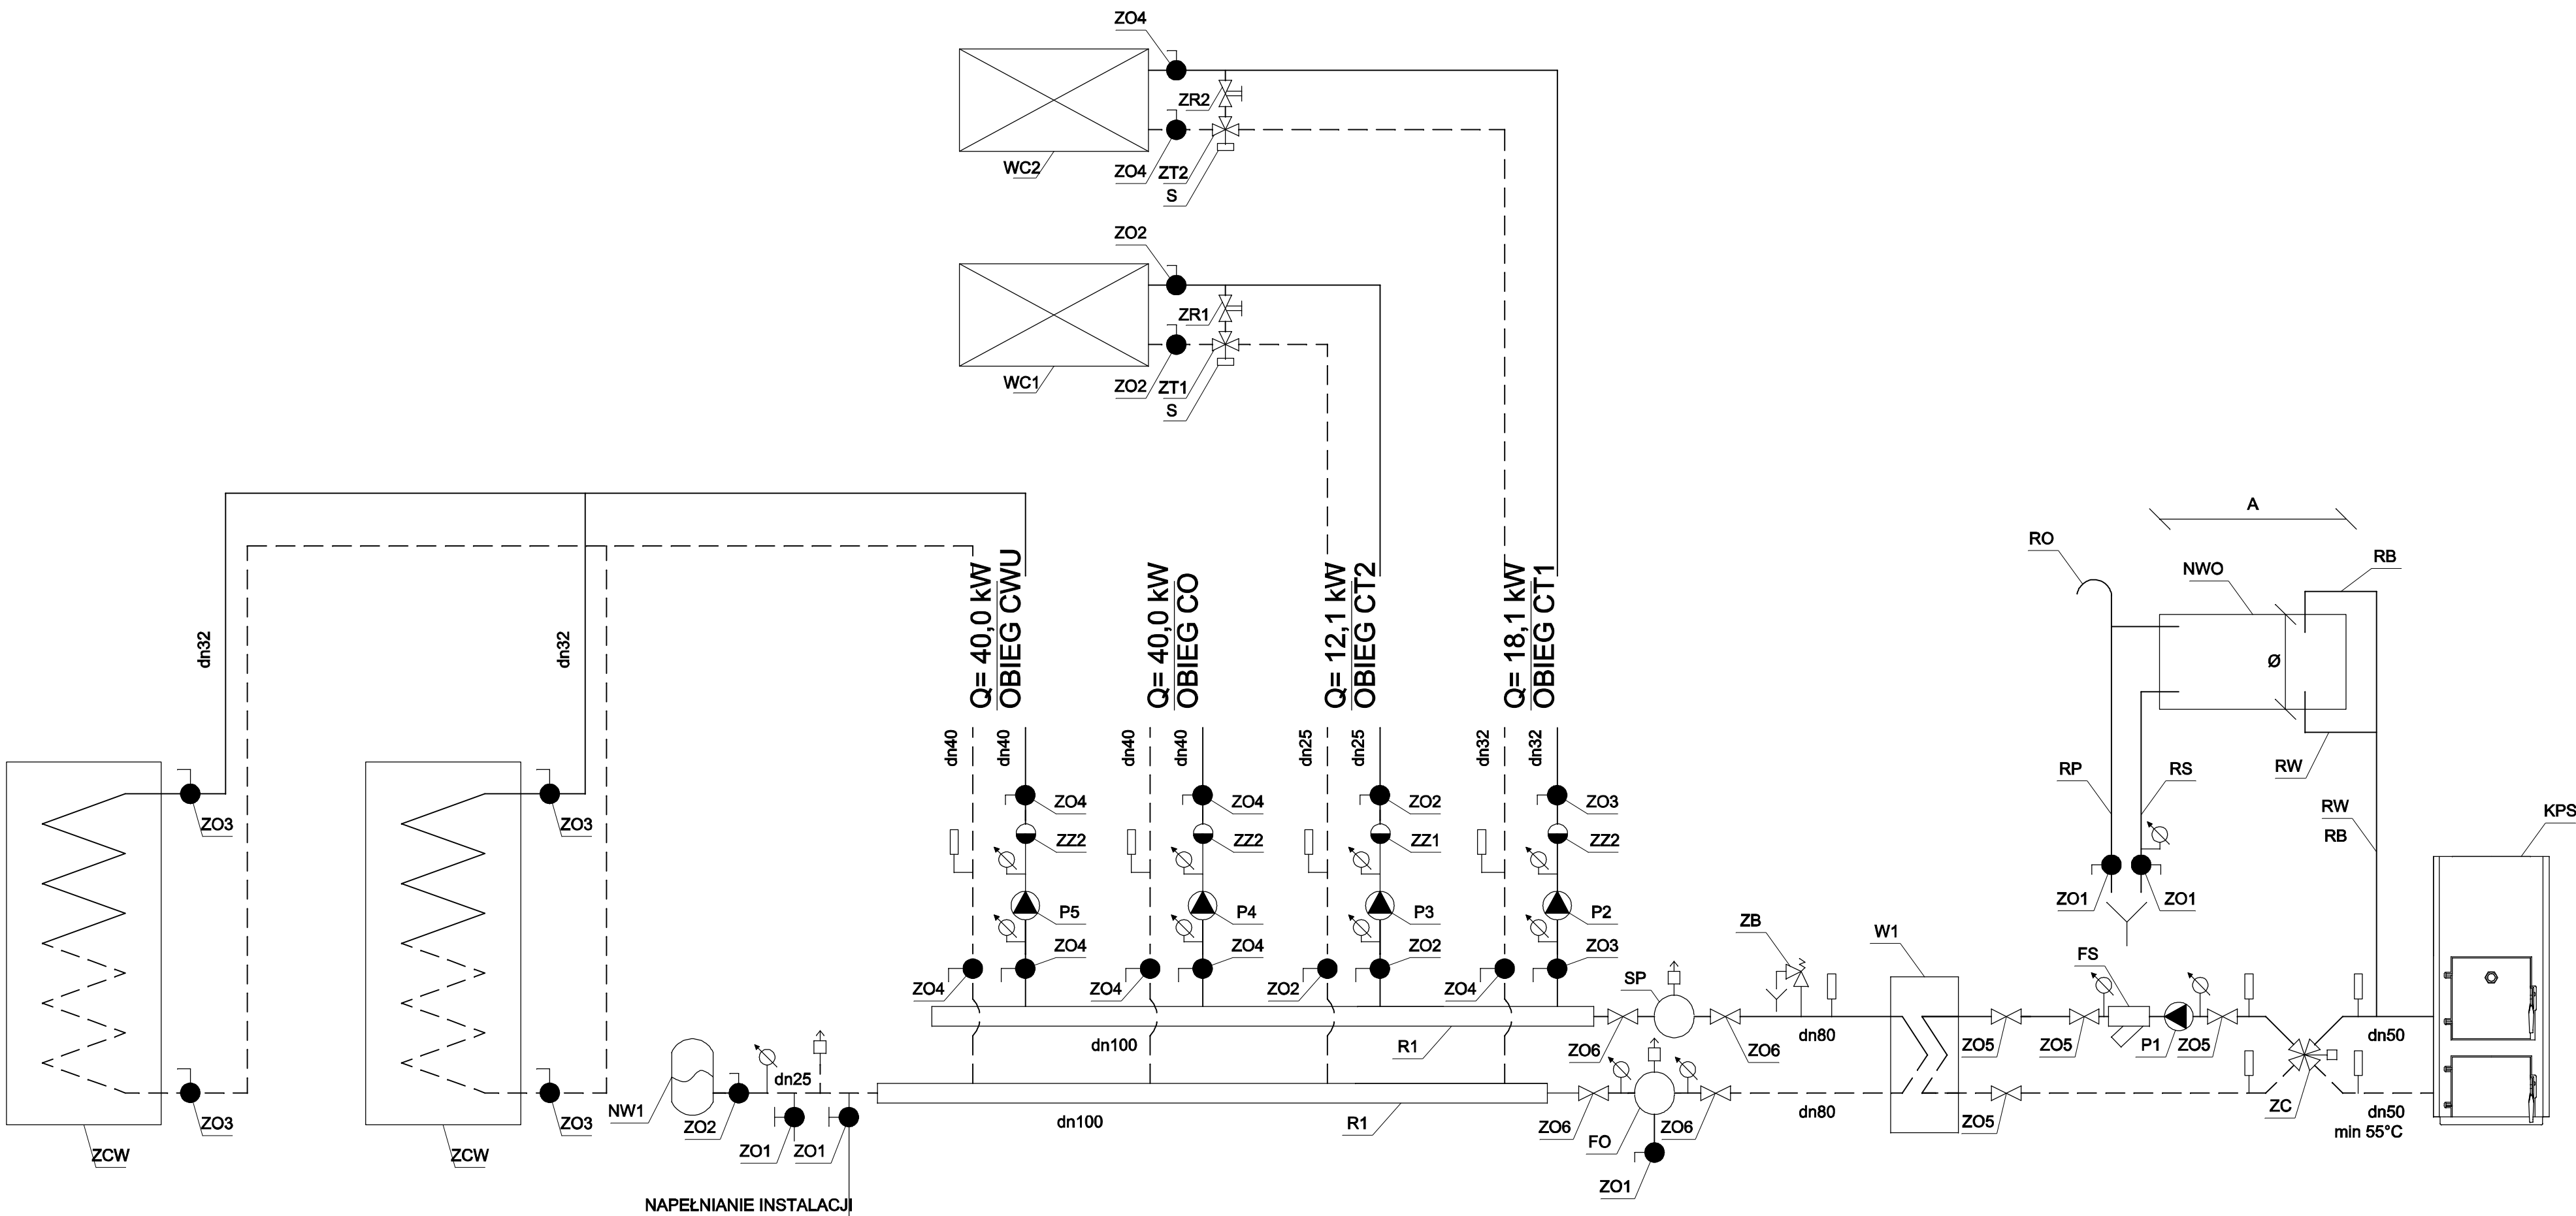 ZO4
ZR2
WC2
ZO4
ZT2
S
ZO2
ZR1
WC1
ZO2
ZT1
S
A
RO
NWO
RB
Ø
RP
RS
RW
RW
RB
KPS
ZO1
ZO1
dn32
dn32
Q= 40,0 kW
OBIEG CWU
Q= 40,0 kW
OBIEG CO
Q= 12,1 kW
OBIEG CT2
Q= 18,1 kW
OBIEG CT1
dn40
dn40
dn40
dn40
dn25
dn25
dn32
dn32
ZO3
ZO3
ZO4
ZO4
ZO2
ZO3
ZZ2
ZZ2
ZZ1
ZZ2
P5
P4
P3
P2
ZO4
ZO4
ZO2
ZO3
ZO4
ZO4
ZO2
ZO4
ZB
W1
FS
SP
dn100
R1
ZO6
ZO6
dn80
ZO5
ZO5
P1
ZO5
dn50
dn25
NW1
ZO2
ZO1
ZO1
dn100
R1
ZO6
FO
ZO6
dn80
ZO5
ZC
dn50
min 55°C
ZO3
ZO3
ZCW
ZCW
ZO1
NAPEŁNIANIE INSTALACJI